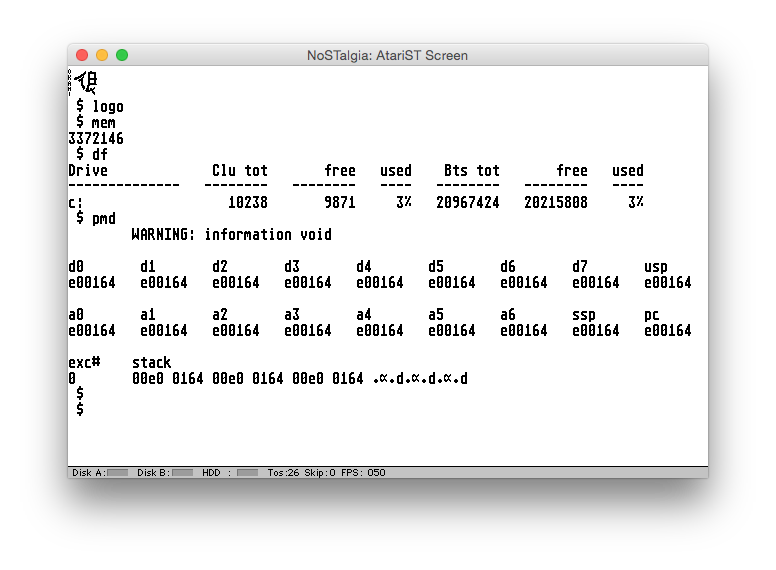 NoSTalgia: AtariST Screen
OKAMI
$ logo
$ mem
3372146
$ df
Drive Clu tot free used Bts tot free used
-------------- -------- -------- ---- -------- -------- ----
c: 10238 9871 3% 20967424 20215808 3%
$ pmd
WARNING: information void
d0 d1 d2 d3 d4 d5 d6 d7 usp
e00164 e00164 e00164 e00164 e00164 e00164 e00164 e00164 e00164
a0 a1 a2 a3 a4 a5 a6 ssp pc
e00164 e00164 e00164 e00164 e00164 e00164 e00164 e00164 e00164
exc# stack
0 00e0 0164 00e0 0164 00e0 0164 .α.d.α.d.α.d
$
$
Disk A: Disk B: HDD : Tos:26 Skip:0 FPS: 050